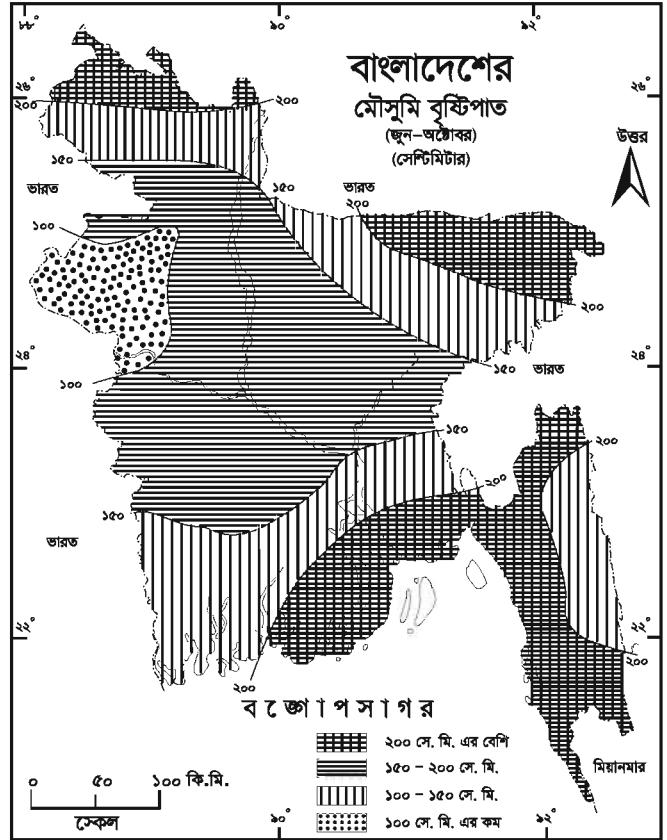 ৮৮° ৯০° ৯২°
বাংলাদেশের
মৌসুমি বৃষ্টিপাত
(জুন–অক্টোবর)
(সেন্টিমিটার)
২৬° ২৬°
২০০ ২০০
উত্তর
১৫০
ভারত ১৫০ ভারত
২০০
১০০
২০০
২৪° ২৪°
১৫০ ভারত
১০০
১৫০
২০০
২০০
১৫০
ভারত
২২° ২২°
২০০
২০০
বঙ্গোপসাগর
২০০ সে. মি. এর বেশি
১৫০ – ২০০ সে. মি.
১০০ – ১৫০ সে. মি.
১০০ সে. মি. এর কম
মিয়ানমার
০ ৫০ ১০০ কি.মি.
স্কেল
৯০° ৯২°